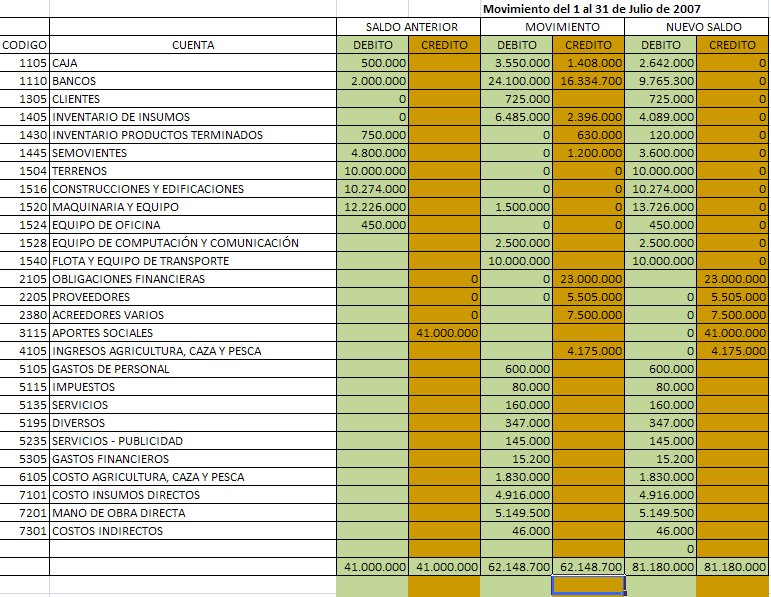 Movimiento del 1 al 31 de Julio de 2007
SALDO ANTERIOR MOVIMIENTO NUEVO SALDO
CODIGO CUENTA DEBITO CREDITO DEBITO CREDITO DEBITO CREDITO
1105 CAJA 500.000 3.550.000 1.408.000 2.642.000 0
1110 BANCOS 2.000.000 24.100.000 16.334.700 9.765.300 0
1305 CLIENTES 0 725.000 725.000 0
1405 INVENTARIO DE INSUMOS 0 6.485.000 2.396.000 4.089.000 0
1430 INVENTARIO PRODUCTOS TERMINADOS 750.000 0 630.000 120.000 0
1445 SEMOVIENTES 4.800.000 0 1.200.000 3.600.000 0
1504 TERRENOS 10.000.000 0 0 10.000.000 0
1516 CONSTRUCCIONES Y EDIFICACIONES 10.274.000 0 0 10.274.000 0
1520 MAQUINARIA Y EQUIPO 12.226.000 1.500.000 0 13.726.000 0
1524 EQUIPO DE OFICINA 450.000 0 0 450.000 0
1528 EQUIPO DE COMPUTACIÓN Y COMUNICACIÓN 2.500.000 2.500.000 0
1540 FLOTA Y EQUIPO DE TRANSPORTE 10.000.000 10.000.000 0
2105 OBLIGACIONES FINANCIERAS 0 0 23.000.000 23.000.000
2205 PROVEEDORES 0 0 5.505.000 0 5.505.000
2380 ACREEDORES VARIOS 0 7.500.000 0 7.500.000
3115 APORTES SOCIALES 41.000.000 0 41.000.000
4105 INGRESOS AGRICULTURA, CAZA Y PESCA 4.175.000 0 4.175.000
5105 GASTOS DE PERSONAL 600.000 600.000
5115 IMPUESTOS 80.000 80.000
5135 SERVICIOS 160.000 160.000
5195 DIVERSOS 347.000 347.000
5235 SERVICIOS - PUBLICIDAD 145.000 145.000
5305 GASTOS FINANCIEROS 15.200 15.200
6105 COSTO AGRICULTURA, CAZA Y PESCA 1.830.000 1.830.000
7101 COSTO INSUMOS DIRECTOS 4.916.000 4.916.000
7201 MANO DE OBRA DIRECTA 5.149.500 5.149.500
7301 COSTOS INDIRECTOS 46.000 46.000
0
41.000.000 41.000.000 62.148.700 62.148.700 81.180.000 81.180.000